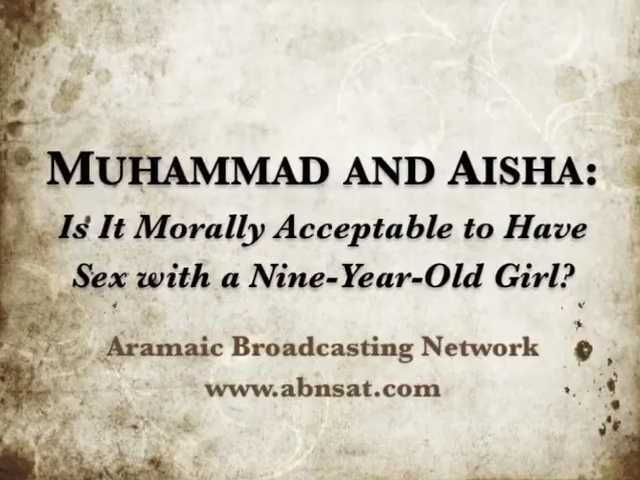 MUHAMMAD AND AISHA:
Is It Morally Acceptable to Have
Sex with a Nine-Year-Old Girl?
Aramaic Broadcasting Network
www.abnsat.com